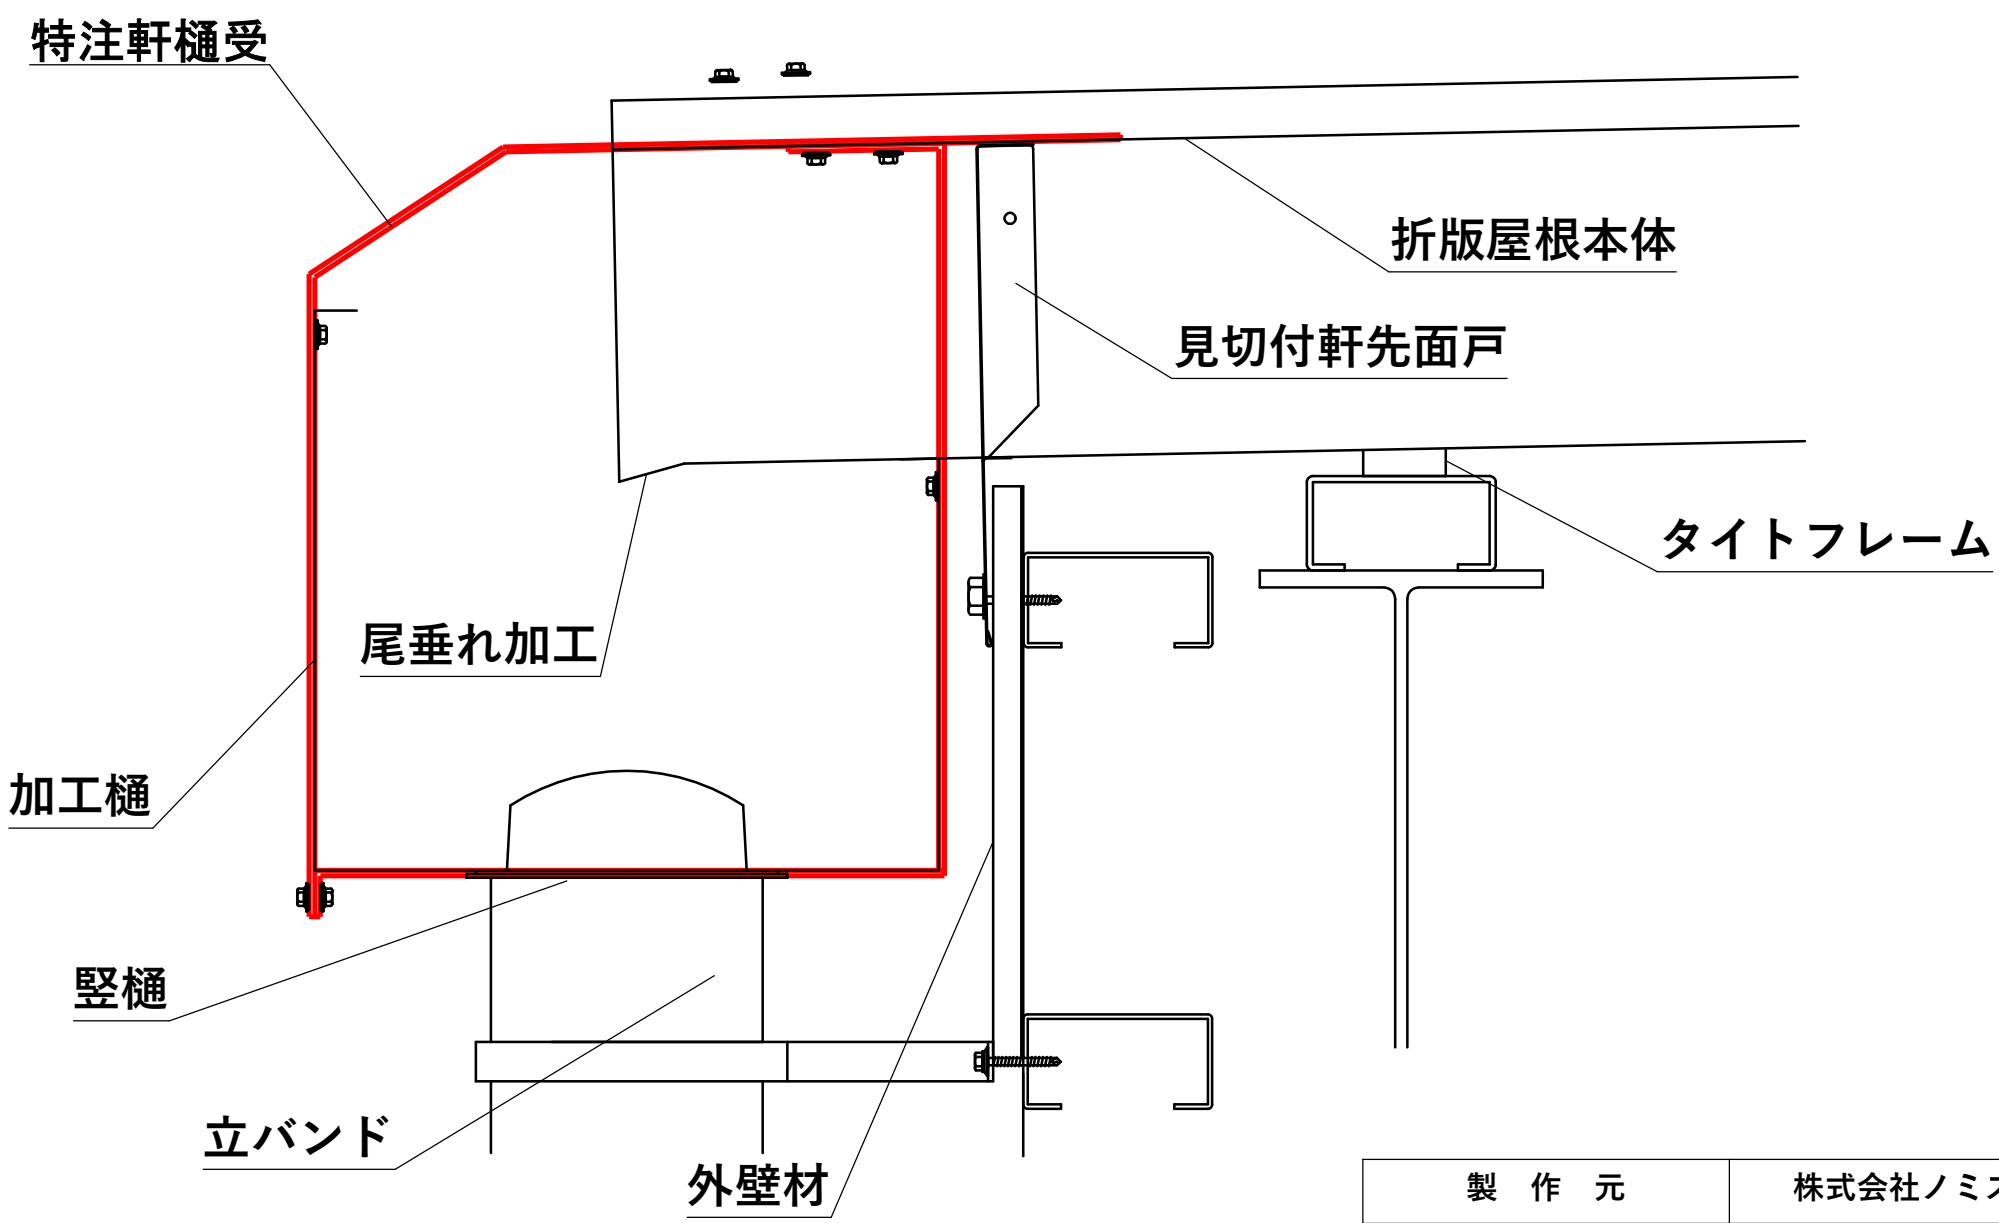 特注軒樋受
折版屋根本体
見切付軒先面戸
タイトフレーム
尾垂れ加工
加工樋
竪樋
立バンド
外壁材
製 作 元 株式会社ノミ